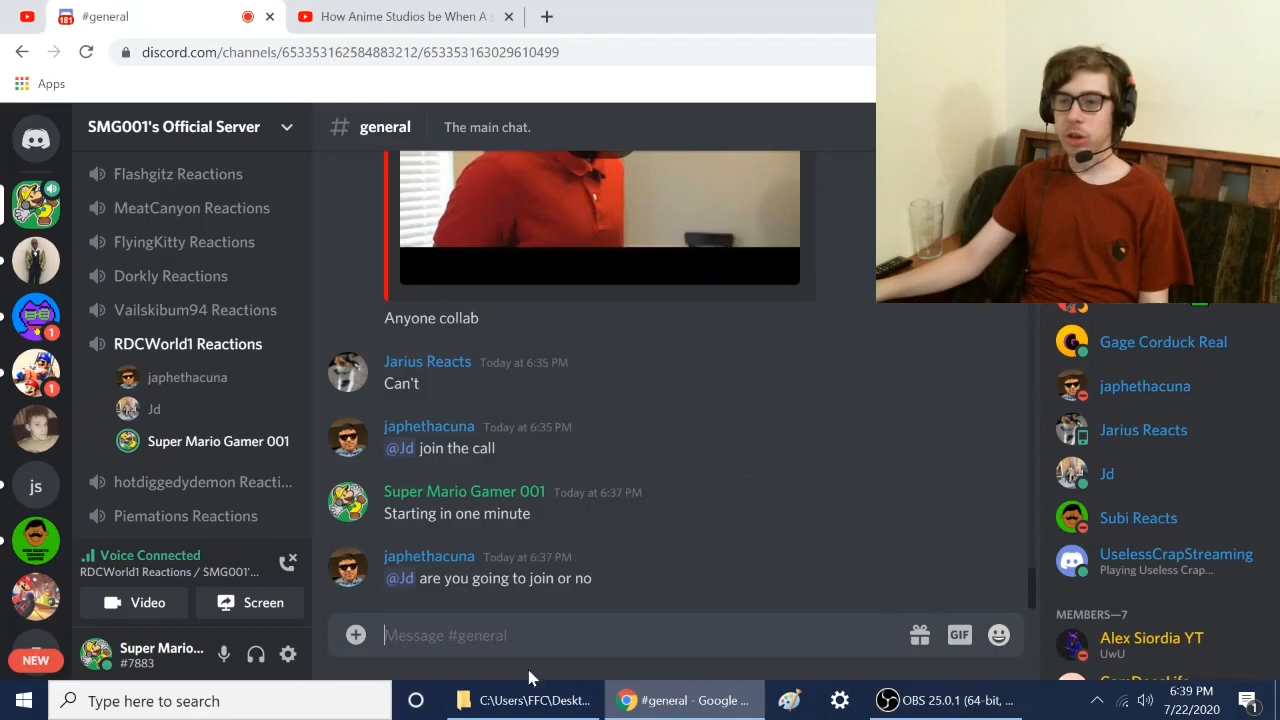 181
#general
How Anime Studios be When A s
discord.com/channels/653353162584883212/653353163029610499
Apps
SMG001's Official Server
Flashgitz Reactions
MeatCanyon Reactions
FlyingKitty Reactions
Dorkly Reactions
Vailskibum94 Reactions
RDCWorld1 Reactions
japhethacuna
Jd
Super Mario Gamer 001
hotdiggedydemon Reacti...
Piemations Reactions
Voice Connected
RDCWorld1 Reactions / SMG001'...
Video
Screen
Super Mario...
#7883
1
1
js
NEW
# general
The main chat.
Anyone collab
Jarius Reacts Today at 6:35 PM
Can't
japhethacuna Today at 6:35 PM
@Jd join the call
Super Mario Gamer 001 Today at 6:37 PM
Starting in one minute
japhethacuna Today at 6:37 PM
@Jd are you going to join or no
Message #general
GIF
Gage Corduck Real
japhethacuna
Jarius Reacts
Jd
Subi Reacts
UselessCrapStreaming
Playing Useless Crap...
MEMBERS—7
Alex Siordia YT
UwU
Type here to search
C:\Users\FFC\Deskt...
#general - Google ...
OBS 25.0.1 (64-bit, ...
6:39 PM
7/22/2020
1